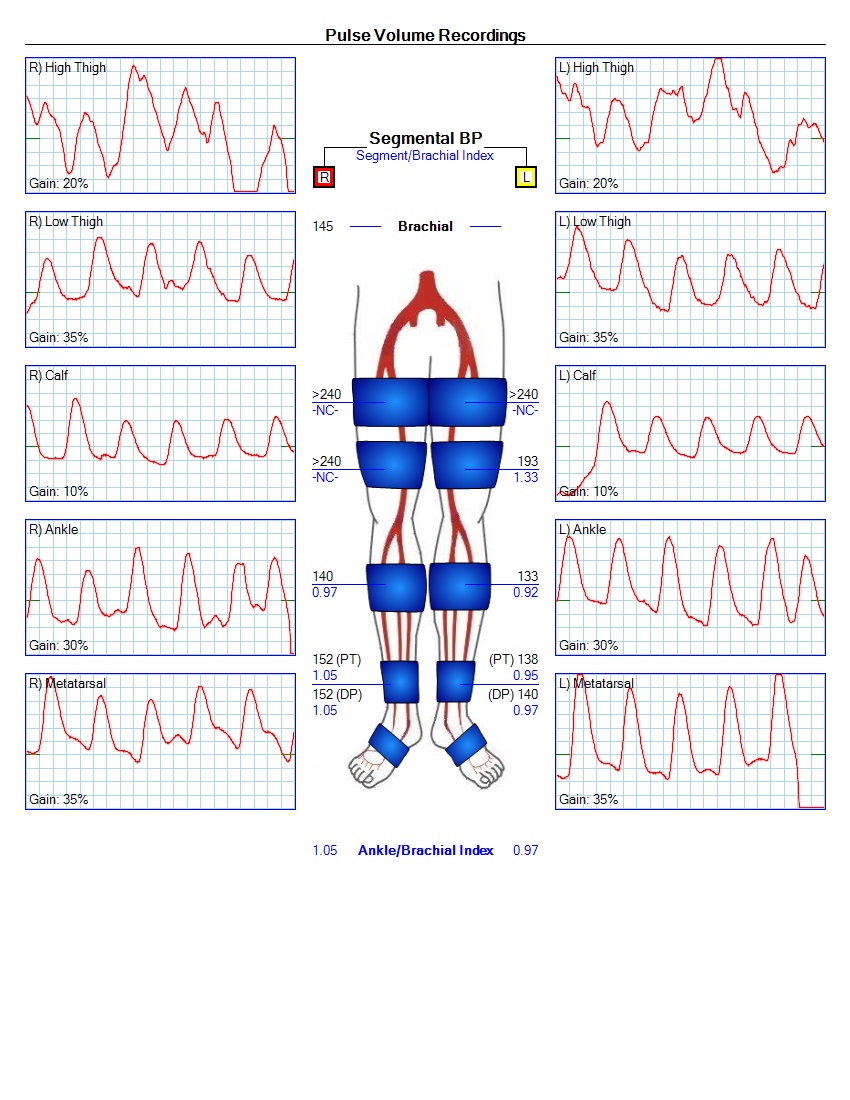 Pulse Volume Recordings
R) High Thigh
Gain: 20%
R) Low Thigh
Gain: 35%
R) Calf
Gain: 10%
R) Ankle
Gain: 30%
R) Metatarsal
Gain: 35%
Segmental BP
Segment/Brachial Index
R L
145 Brachial
>240 >240
-NC- -NC-
>240 193
-NC- 1.33
140 133
0.97 0.92
152 (PT) (PT) 138
1.05 0.95
152 (DP) (DP) 140
1.05 0.97
1.05 Ankle/Brachial Index 0.97
L) High Thigh
Gain: 20%
L) Low Thigh
Gain: 35%
L) Calf
Gain: 10%
L) Ankle
Gain: 30%
L) Metatarsal
Gain: 35%